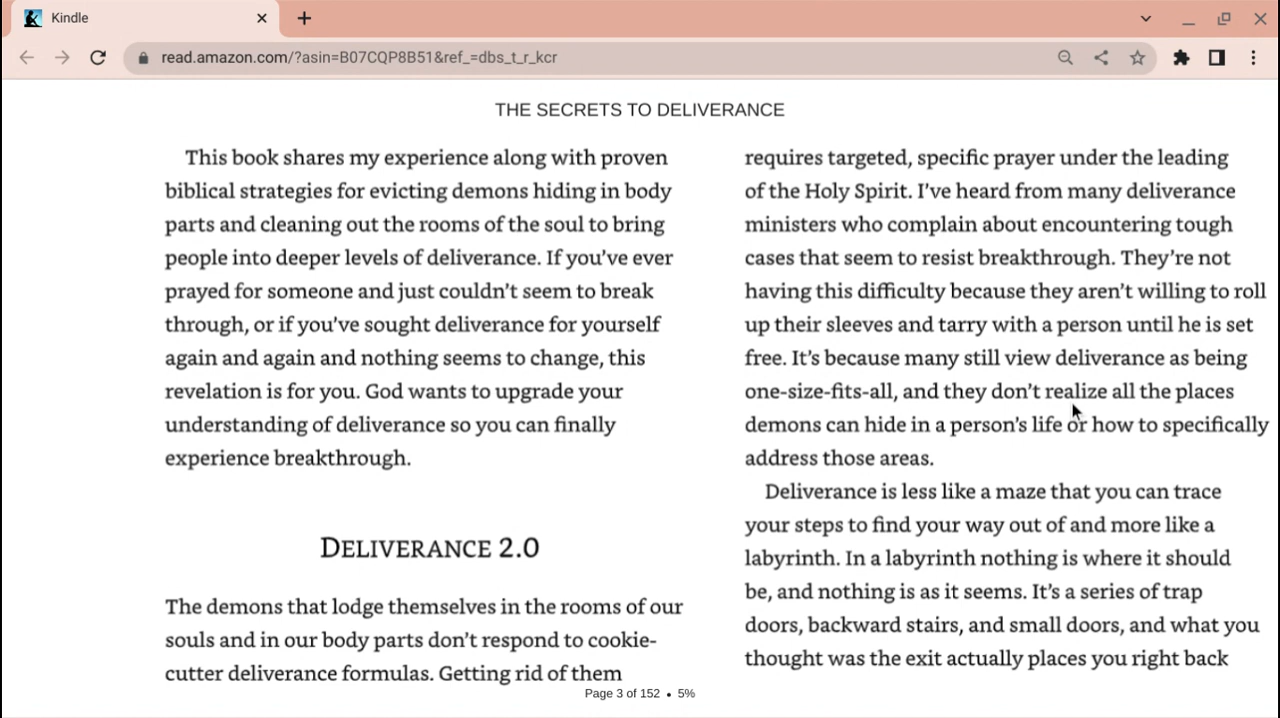 Kindle
read.amazon.com/?asin=B07CQP8B51&ref_=dbs_t_r_kcr
THE SECRETS TO DELIVERANCE
This book shares my experience along with proven
biblical strategies for evicting demons hiding in body
parts and cleaning out the rooms of the soul to bring
people into deeper levels of deliverance. If you’ve ever
prayed for someone and just couldn’t seem to break
through, or if you’ve sought deliverance for yourself
again and again and nothing seems to change, this
revelation is for you. God wants to upgrade your
understanding of deliverance so you can finally
experience breakthrough.
DELIVERANCE 2.0
The demons that lodge themselves in the rooms of our
souls and in our body parts don’t respond to cookie-
cutter deliverance formulas. Getting rid of them
requires targeted, specific prayer under the leading
of the Holy Spirit. I’ve heard from many deliverance
ministers who complain about encountering tough
cases that seem to resist breakthrough. They’re not
having this difficulty because they aren’t willing to roll
up their sleeves and tarry with a person until he is set
free. It’s because many still view deliverance as being
one-size-fits-all, and they don’t realize all the places
demons can hide in a person’s life or how to specifically
address those areas.
Deliverance is less like a maze that you can trace
your steps to find your way out of and more like a
labyrinth. In a labyrinth nothing is where it should
be, and nothing is as it seems. It’s a series of trap
doors, backward stairs, and small doors, and what you
thought was the exit actually places you right back
Page 3 of 152 • 5%